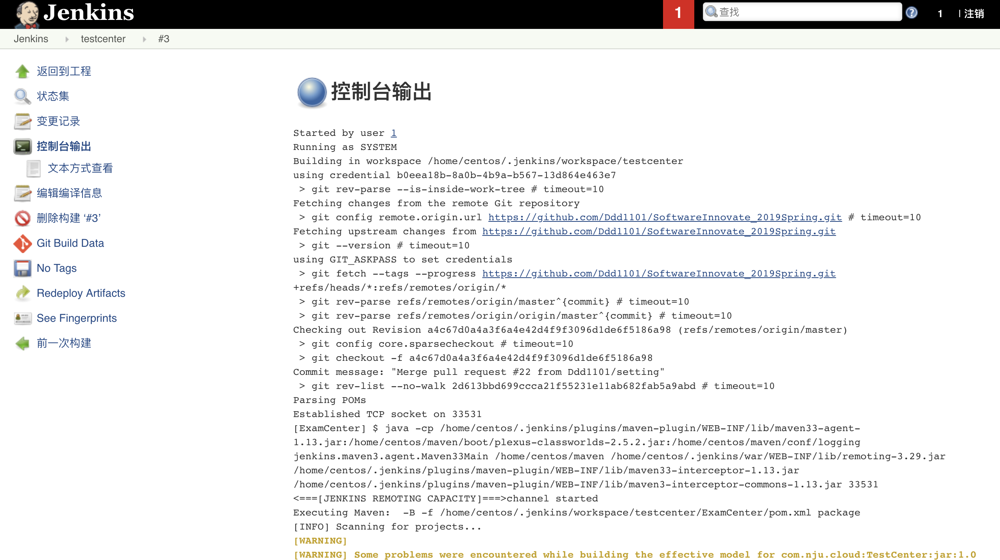 Jenkins
1
查找
1
注销
Jenkins
testcenter
#3
返回到工程
状态集
变更记录
控制台输出
文本方式查看
编辑编译信息
删除构建 ‘#3’
Git Build Data
No Tags
Redeploy Artifacts
See Fingerprints
前一次构建
控制台输出
Started by user 1
Running as SYSTEM
Building in workspace /home/centos/.jenkins/workspace/testcenter
using credential b0eea18b-8a0b-4b9a-b567-13d864e463e7
> git rev-parse --is-inside-work-tree # timeout=10
Fetching changes from the remote Git repository
> git config remote.origin.url https://github.com/Ddd1101/SoftwareInnovate_2019Spring.git # timeout=10
Fetching upstream changes from https://github.com/Ddd1101/SoftwareInnovate_2019Spring.git
> git --version # timeout=10
using GIT_ASKPASS to set credentials
> git fetch --tags --progress https://github.com/Ddd1101/SoftwareInnovate_2019Spring.git
+refs/heads/*:refs/remotes/origin/*
> git rev-parse refs/remotes/origin/master^{commit} # timeout=10
> git rev-parse refs/remotes/origin/origin/master^{commit} # timeout=10
Checking out Revision a4c67d0a4a3f6a4e42d4f9f3096d1de6f5186a98 (refs/remotes/origin/master)
> git config core.sparsecheckout # timeout=10
> git checkout -f a4c67d0a4a3f6a4e42d4f9f3096d1de6f5186a98
Commit message: "Merge pull request #22 from Ddd1101/setting"
> git rev-list --no-walk 2d613bbd699ccca21f55231e11ab682fab5a9abd # timeout=10
Parsing POMs
Established TCP socket on 33531
[ExamCenter] $ java -cp /home/centos/.jenkins/plugins/maven-plugin/WEB-INF/lib/maven33-agent-
1.13.jar:/home/centos/maven/boot/plexus-classworlds-2.5.2.jar:/home/centos/maven/conf/logging
jenkins.maven3.agent.Maven33Main /home/centos/maven /home/centos/.jenkins/war/WEB-INF/lib/remoting-3.29.jar
/home/centos/.jenkins/plugins/maven-plugin/WEB-INF/lib/maven33-interceptor-1.13.jar
/home/centos/.jenkins/plugins/maven-plugin/WEB-INF/lib/maven3-interceptor-commons-1.13.jar 33531
<===[JENKINS REMOTING CAPACITY]===>channel started
Executing Maven:  -B -f /home/centos/.jenkins/workspace/testcenter/ExamCenter/pom.xml package
[INFO] Scanning for projects...
[WARNING]
[WARNING] Some problems were encountered while building the effective model for com.nju.cloud:TestCenter:jar:1.0